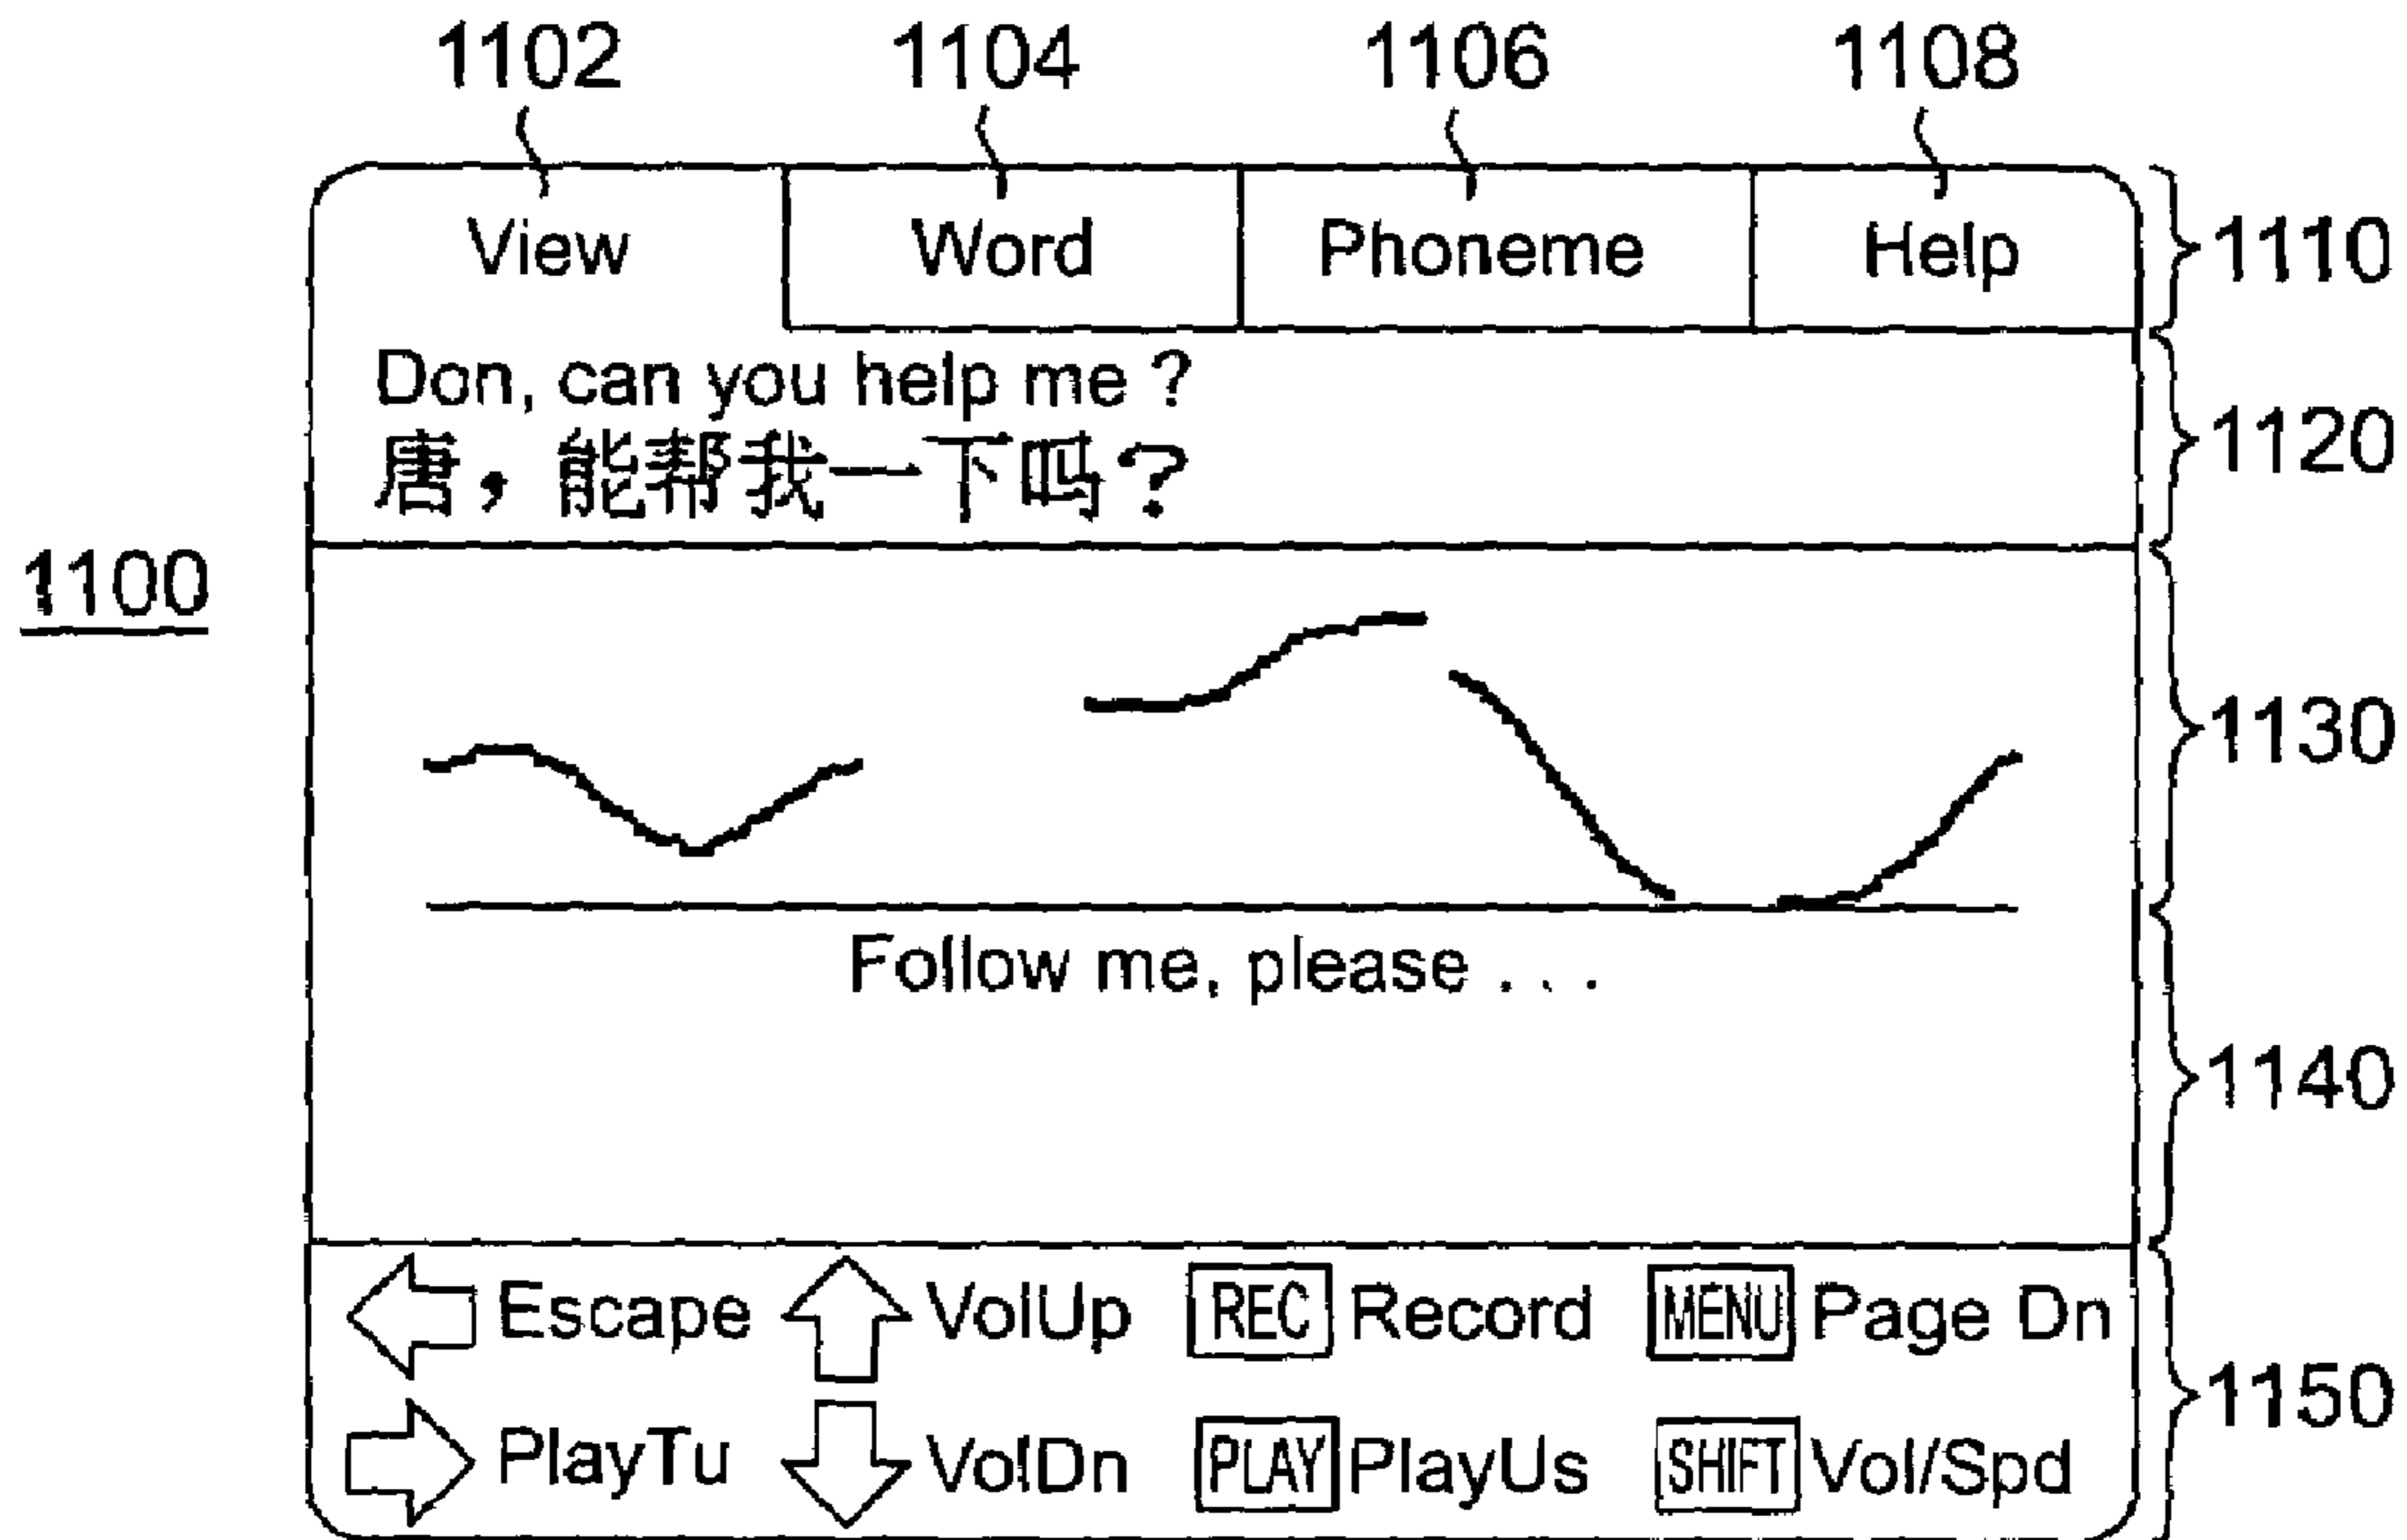 1102 1104 1106 1108
View Word Phoneme Help 1110
Don, can you help me ?
唐，能帮我一下吗？ 1120
1100
1130
Follow me, please . . .
1140
Escape VolUp REC Record MENU Page Dn
1150
PlayTu VolDn PLAY PlayUs SHIFT Vol/Spd